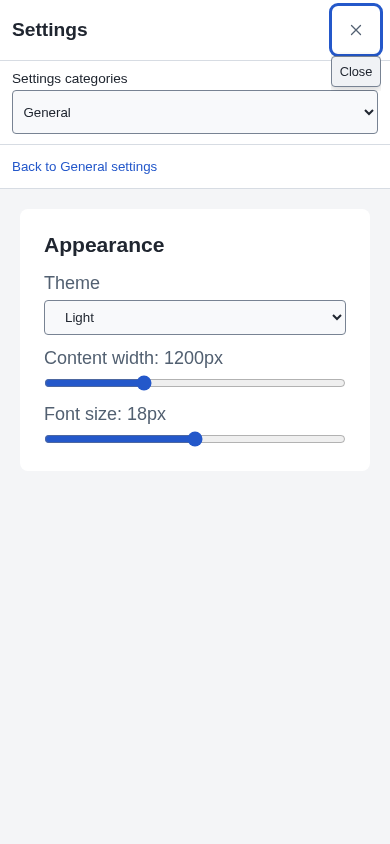 Settings
Close
Settings categories
General
Back to General settings
Appearance
Theme
Light
Content width: 1200px
Font size: 18px